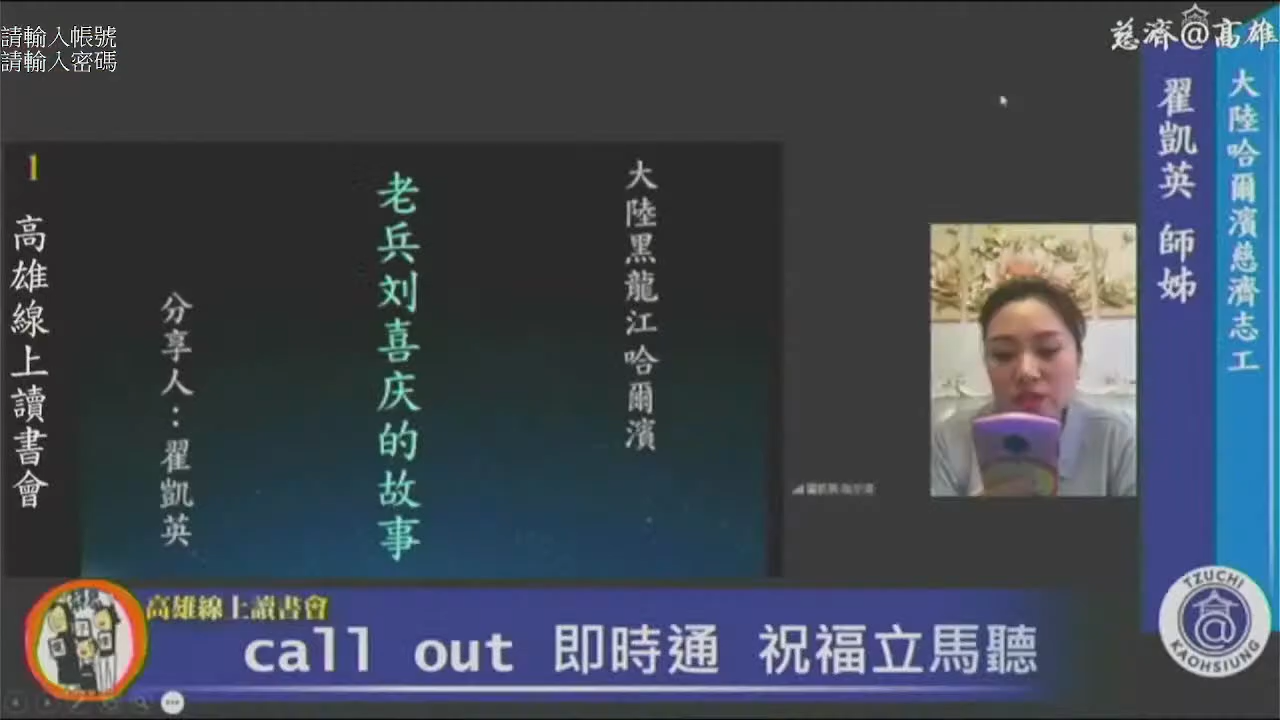 請輸入帳號
請輸入密碼
慈濟@高雄
大陸哈爾濱慈濟志工
翟凱英 師姊
1
高雄線上讀書會
大陸黑龍江哈爾濱
老兵刘喜庆的故事
分享人：翟凱英
高雄線上讀書會
call out 即時通 祝福立馬聽
TZUCHI
@
KAOHSIUNG